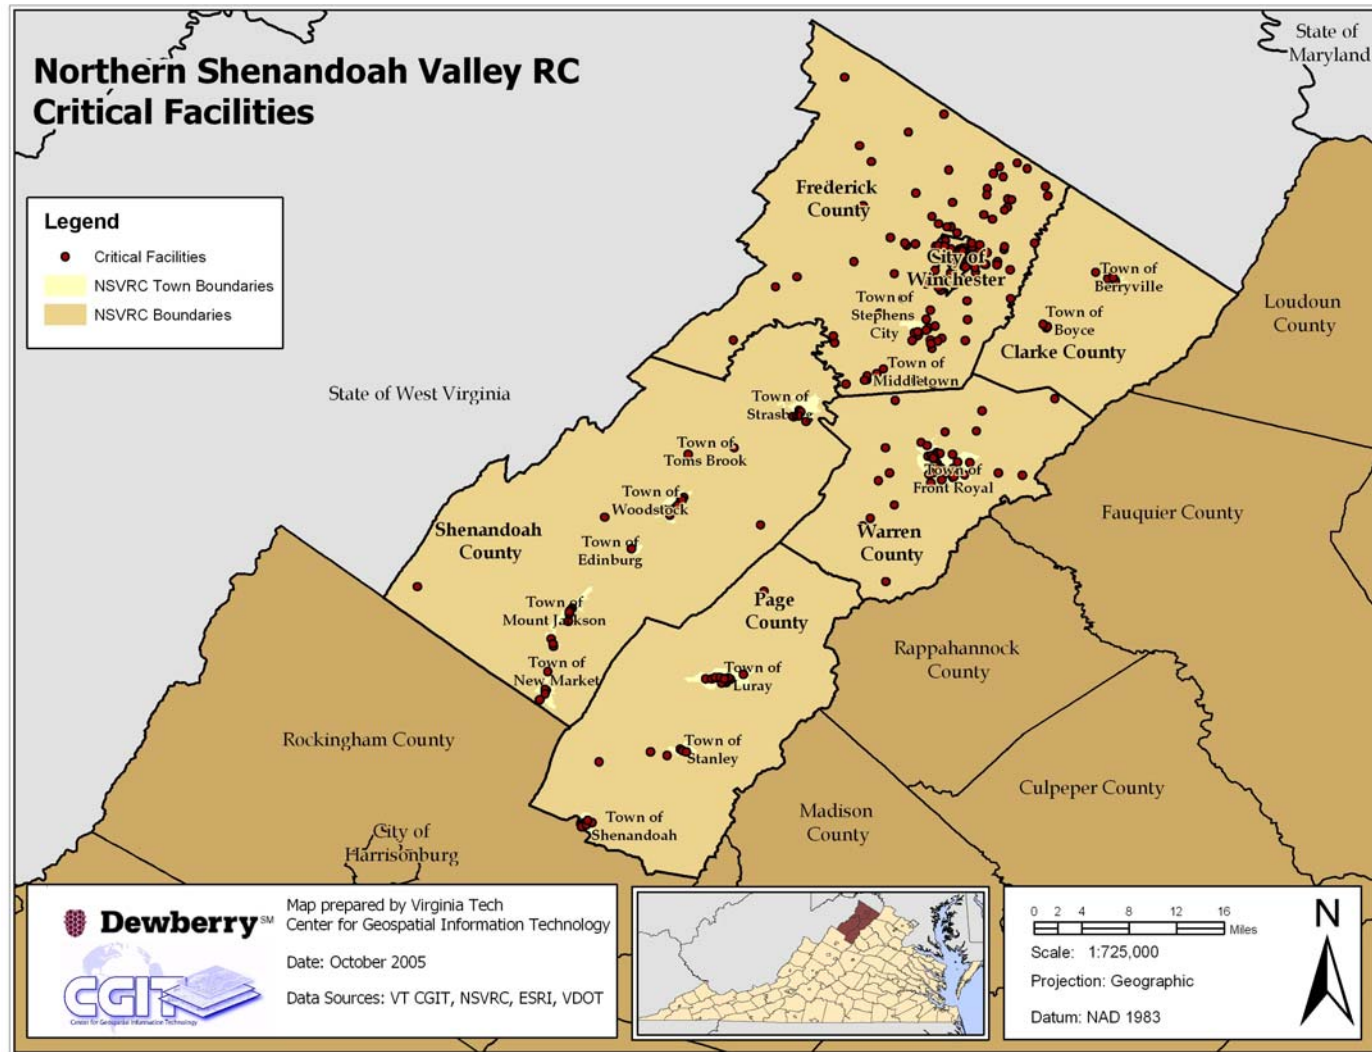 Northern Shenandoah Valley RC
Critical Facilities
State of
Maryland
Legend
Critical Facilities
NSVRC Town Boundaries
NSVRC Boundaries
Frederick
County
City of
Winchester
Town of
Stephens
City
Town of
Middletown
Town of
Berryville
Town of
Boyce
Clarke County
Loudoun
County
State of West Virginia
Town of
Strasburg
Town of
Toms Brook
Town of
Woodstock
Town of
Front Royal
Fauquier County
Shenandoah
County
Town of
Edinburg
Warren
County
Town of
Mount Jackson
Page
County
Rappahannock
County
Town of
New Market
Town of
Luray
Rockingham County
Town of
Stanley
Culpeper County
Madison
County
Town of
Shenandoah
City of
Harrisonburg
Dewberry SM
CGIT
Center for Geospatial Information Technology
Map prepared by Virginia Tech
Center for Geospatial Information Technology
Date: October 2005
Data Sources: VT CGIT, NSVRC, ESRI, VDOT
0 2 4 8 12 16
Miles
Scale: 1:725,000
Projection: Geographic
Datum: NAD 1983
N